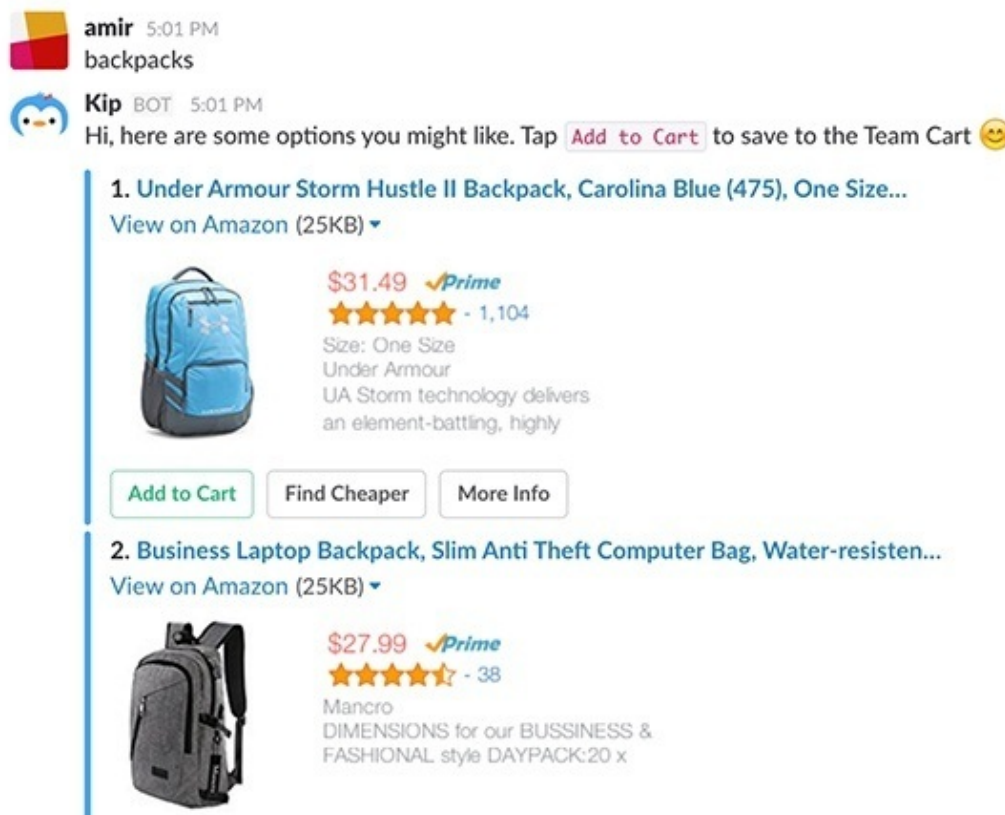 amir 5:01 PM
backpacks
Kip BOT 5:01 PM
Hi, here are some options you might like. Tap Add to Cart to save to the Team Cart
1. Under Armour Storm Hustle II Backpack, Carolina Blue (475), One Size...
View on Amazon (25KB)
$31.49 Prime
- 1,104
Size: One Size
Under Armour
UA Storm technology delivers
an element-battling, highly
Add to Cart Find Cheaper More Info
2. Business Laptop Backpack, Slim Anti Theft Computer Bag, Water-resisten...
View on Amazon (25KB)
$27.99 Prime
- 38
Mancro
DIMENSIONS for our BUSSINESS &
FASHIONAL style DAYPACK:20 x